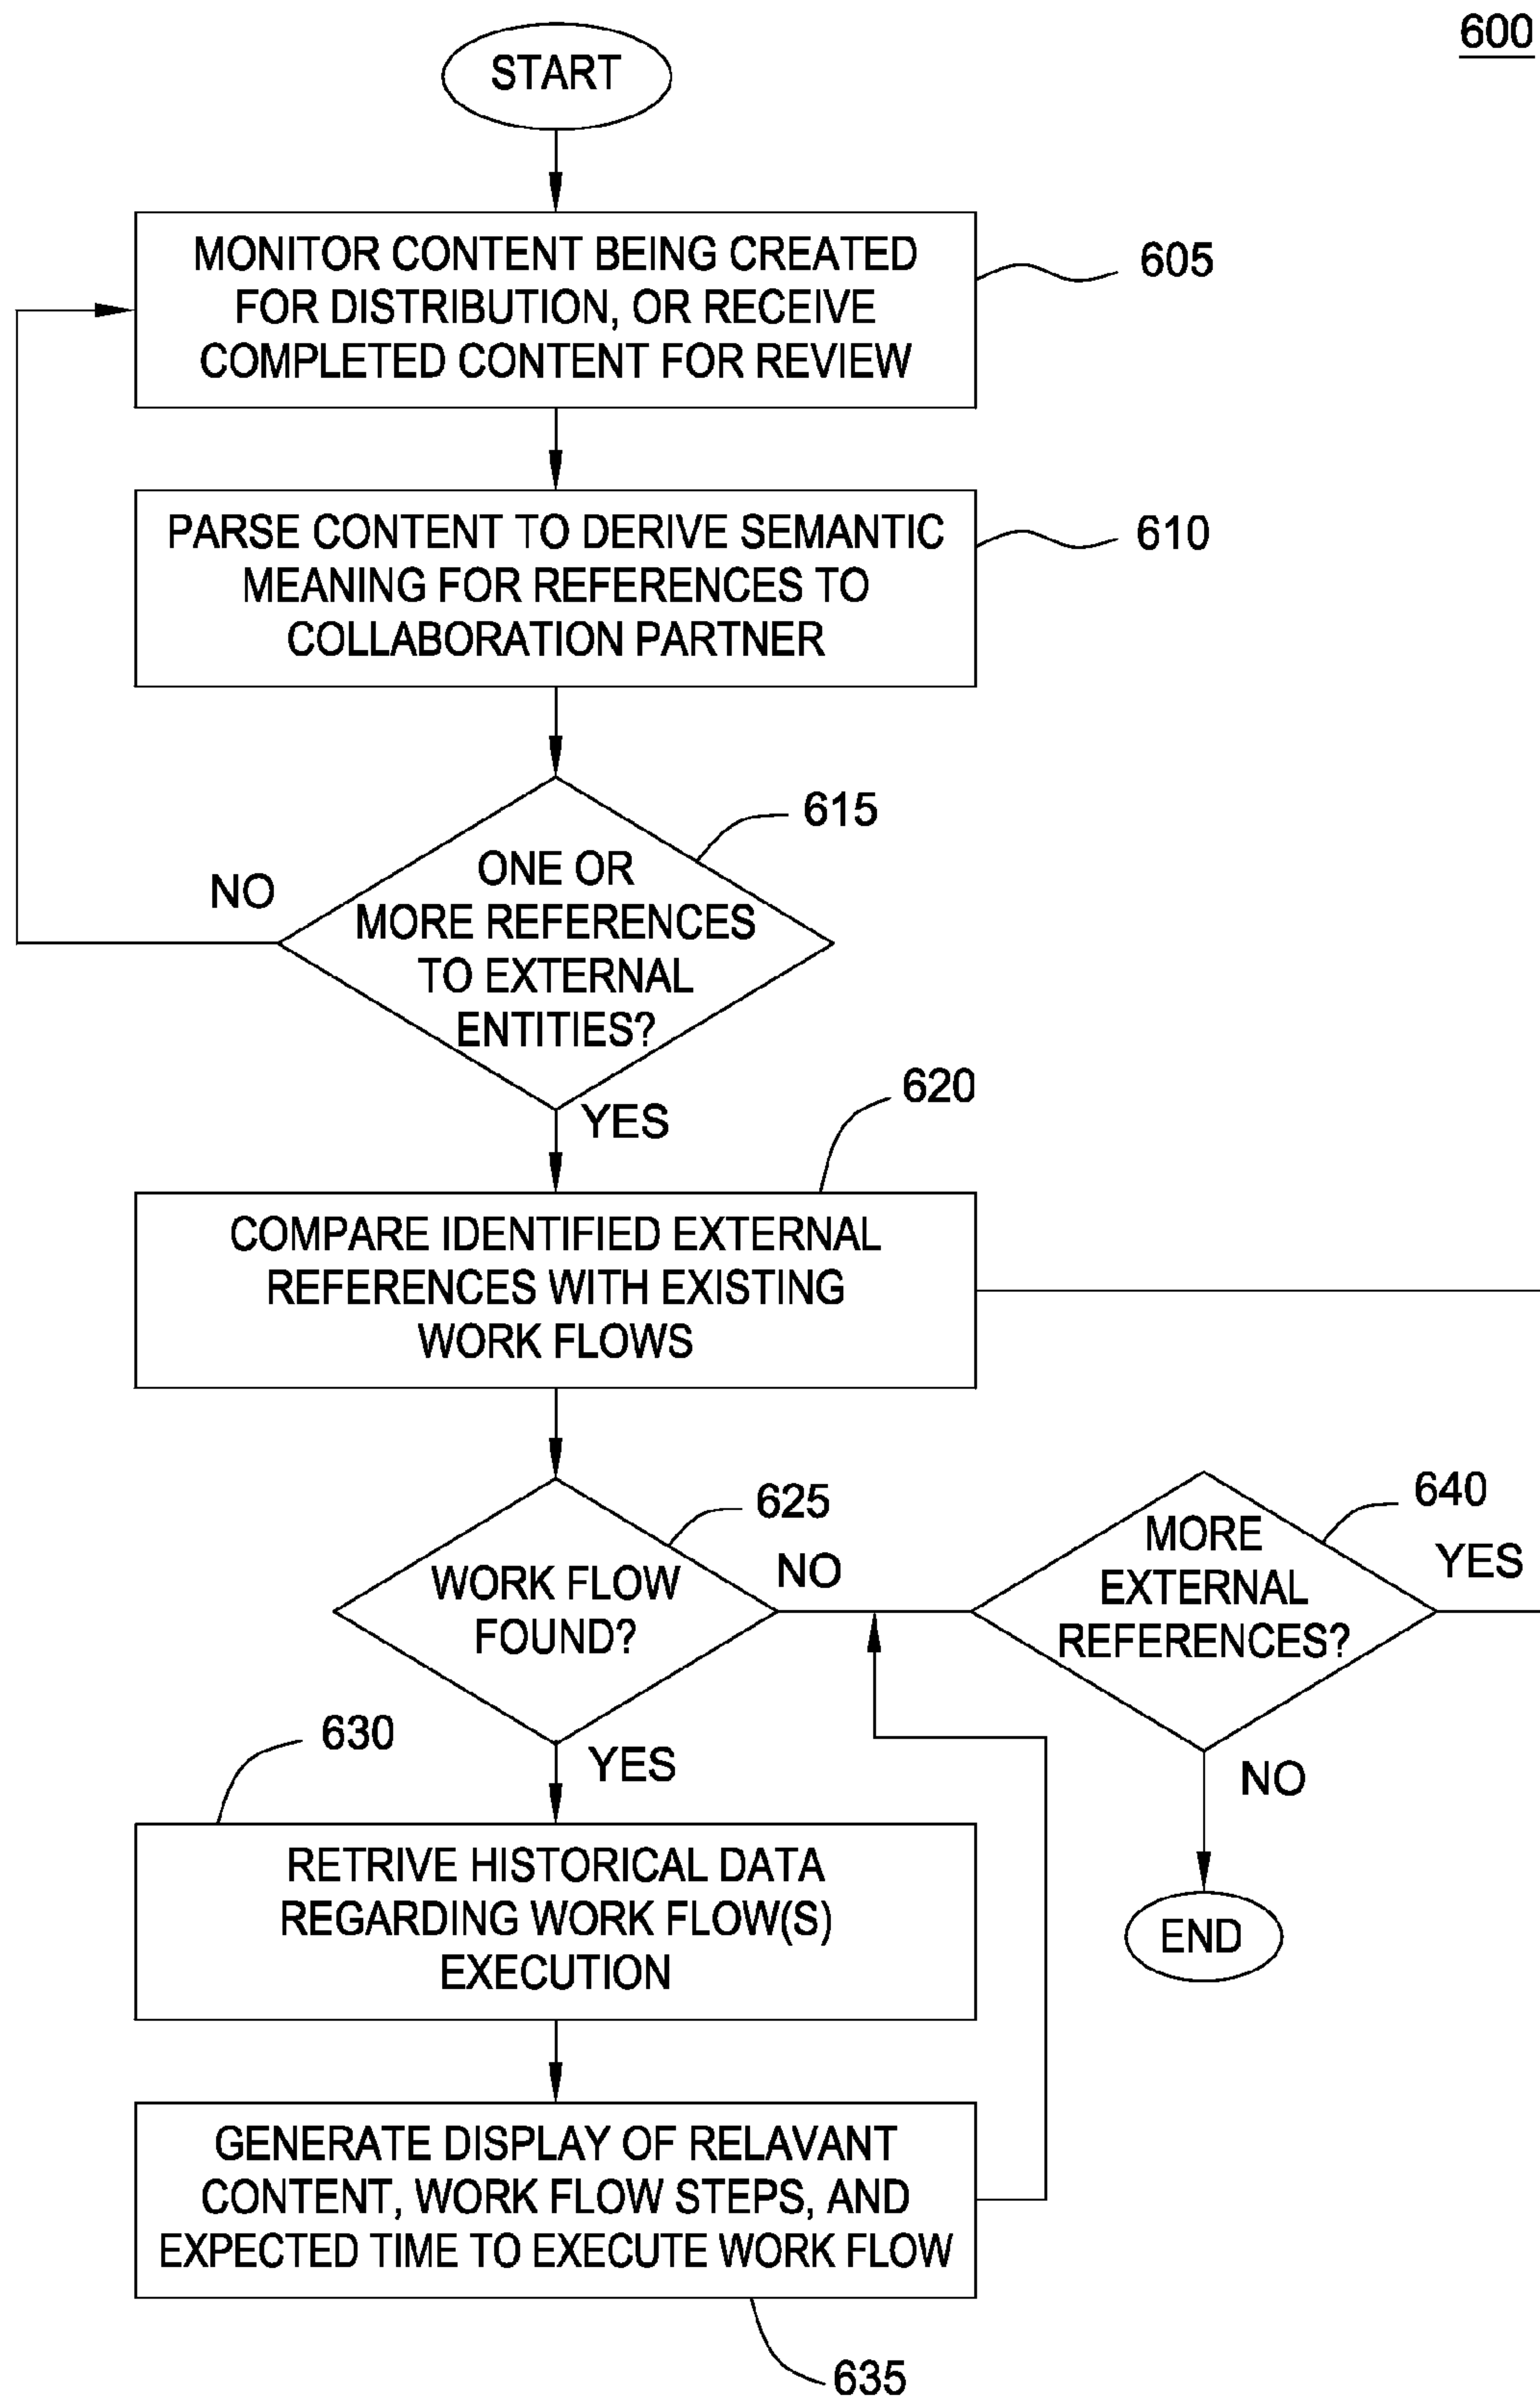 600
START
MONITOR CONTENT BEING CREATED
FOR DISTRIBUTION, OR RECEIVE
COMPLETED CONTENT FOR REVIEW
605
PARSE CONTENT TO DERIVE SEMANTIC
MEANING FOR REFERENCES TO
COLLABORATION PARTNER
610
615
ONE OR
MORE REFERENCES
TO EXTERNAL
ENTITIES?
NO
YES
620
COMPARE IDENTIFIED EXTERNAL
REFERENCES WITH EXISTING
WORK FLOWS
625
WORK FLOW
FOUND?
NO
YES
640
MORE
EXTERNAL
REFERENCES?
YES
NO
END
630
RETRIVE HISTORICAL DATA
REGARDING WORK FLOW(S)
EXECUTION
GENERATE DISPLAY OF RELAVANT
CONTENT, WORK FLOW STEPS, AND
EXPECTED TIME TO EXECUTE WORK FLOW
635